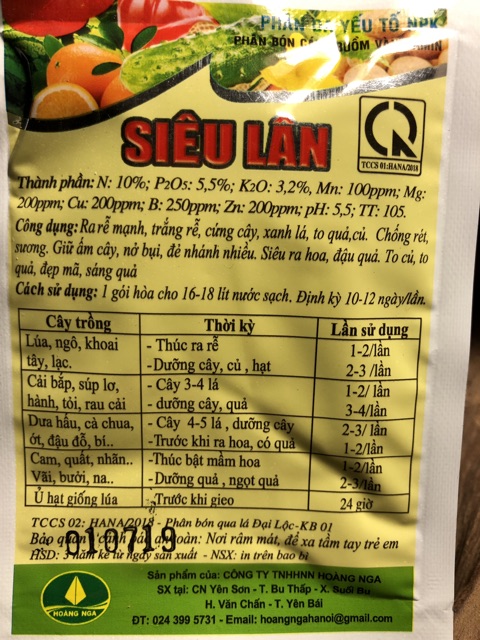 PHÂN ĐA YẾU TỐ NPK
PHÂN BÓN
SIÊU LÂN
TCCS 01:HANA/2018
Thành phần: N: 10%; P2O5: 5,5%; K2O: 3,2%, Mn: 100ppm; Mg:
200ppm; Cu: 200ppm; B: 250ppm; Zn: 200ppm; pH: 5,5; TT: 105.
Công dụng: Ra rễ mạnh, trắng rễ, cứng cây, xanh lá, to quả,củ. Chống rét,
sương. Giữ ấm cây, nở bụi, đẻ nhánh nhiều. Siêu ra hoa, đậu quả. To củ, to
quả, đẹp mã, sáng quả
Cách sử dụng: 1 gói hòa cho 16-18 lít nước sạch. Định kỳ 10-12 ngày/lần.
Cây trồng Thời kỳ Lần sử dụng
Lúa, ngô, khoai - Thúc ra rễ 1-2/lần
tây, lạc. -Dưỡng cây, củ , hạt 2-3 /lần
Cải bắp, súp lơ, - Cây 3-4 lá 1-2/ lần
hành, tỏi, rau cải - dưỡng cây, quả 3-4/lần
Dưa hấu, cà chua, - Cây 4-5 lá , dưỡng cây 2-3/ lần
ớt, đậu đỗ, bí.. -Trước khi ra hoa, có quả 1-2/lần
Cam, quất, nhãn.. -Thúc bật mầm hoa 1-2/lần
Vải, bưởi, na.. -Dưỡng quả , ngọt quả 2-3/lần
Ủ hạt giống lúa -Trước khi gieo 24 giờ
TCCS 02: HANA/2018 - Phân bón qua lá Đại Lộc-KB 01
Bảo quản cảnh báo an toàn: Nơi râm mát, để xa tầm tay trẻ em
HSD: 3 năm kể từ ngày sản xuất - NSX: in trên bao bì
010719
HOÀNG NGA
Sản phẩm của: CÔNG TY TNHHNN HOÀNG NGA
SX tại: CN Yên Sơn - T. Bu Thấp - X. Suối Bu
H. Văn Chấn - T. Yên Bái
ĐT: 024 399 5731 - Email: hoangngahanoi@gmail.com